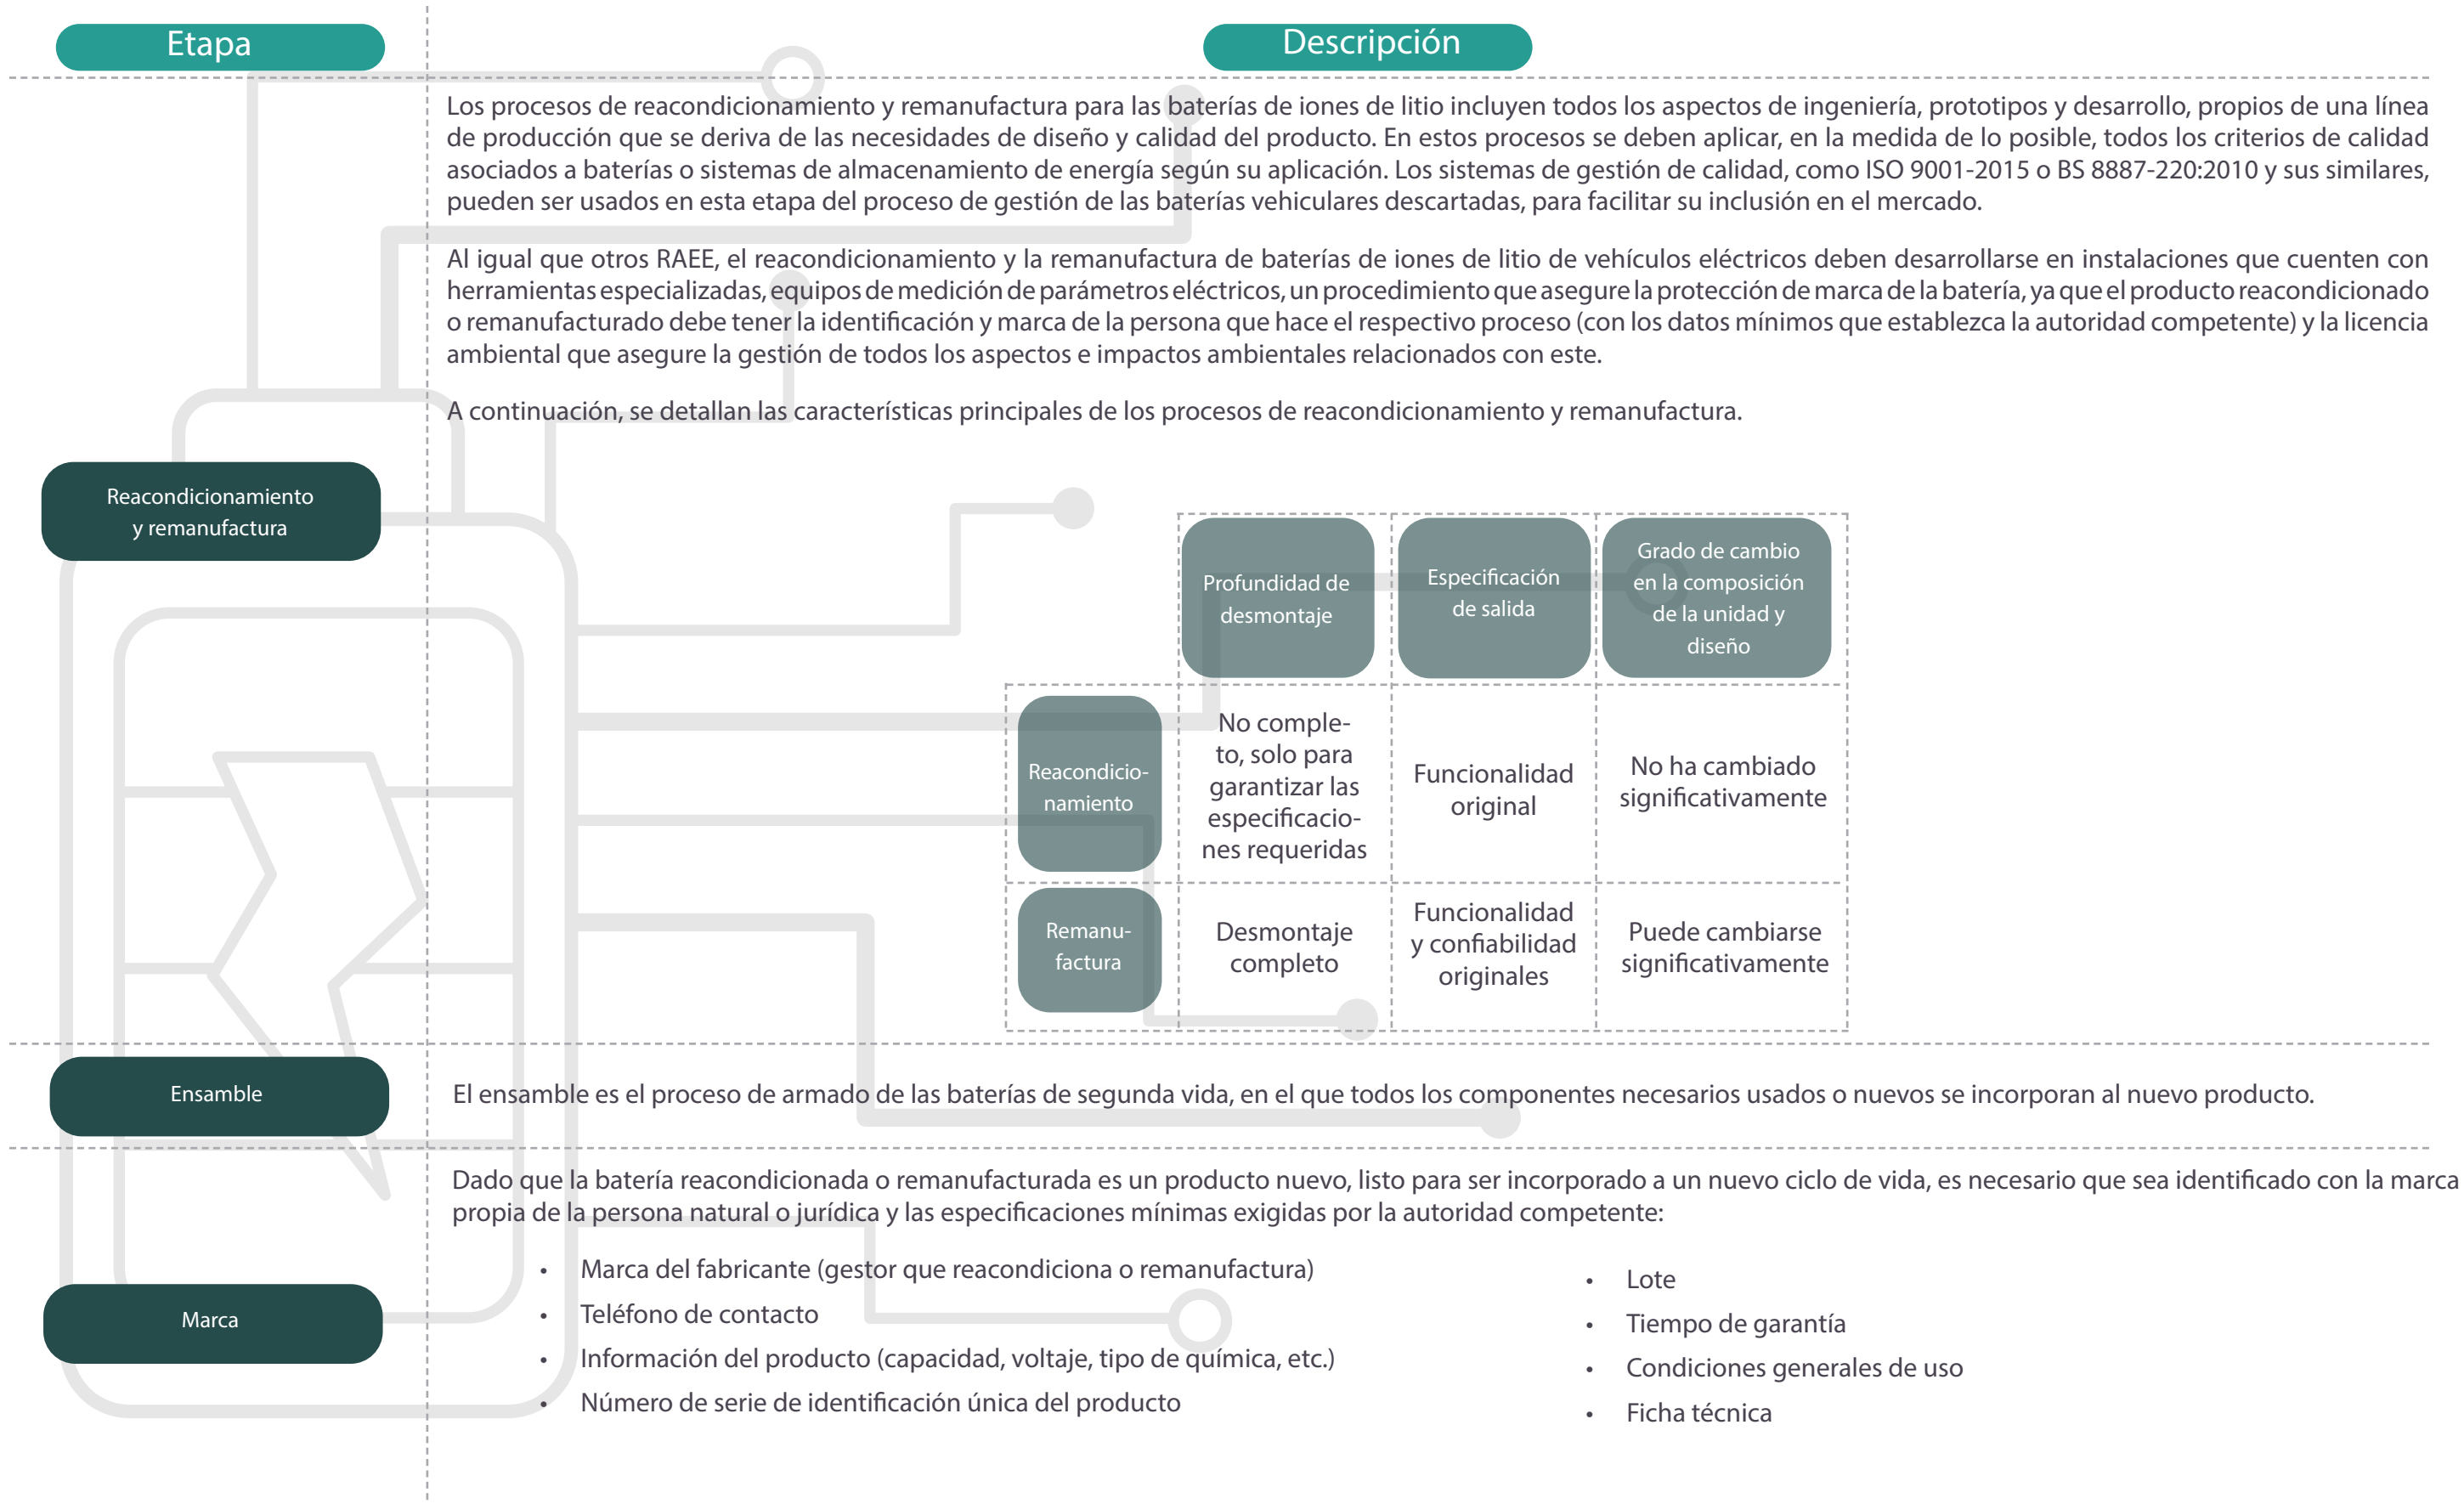 Etapa
Descripción
Los procesos de reacondicionamiento y remanufactura para las baterías de iones de litio incluyen todos los aspectos de ingeniería, prototipos y desarrollo, propios de una línea
de producción que se deriva de las necesidades de diseño y calidad del producto. En estos procesos se deben aplicar, en la medida de lo posible, todos los criterios de calidad
asociados a baterías o sistemas de almacenamiento de energía según su aplicación. Los sistemas de gestión de calidad, como ISO 9001-2015 o BS 8887-220:2010 y sus similares,
pueden ser usados en esta etapa del proceso de gestión de las baterías vehiculares descartadas, para facilitar su inclusión en el mercado.
Al igual que otros RAEE, el reacondicionamiento y la remanufactura de baterías de iones de litio de vehículos eléctricos deben desarrollarse en instalaciones que cuenten con
herramientas especializadas, equipos de medición de parámetros eléctricos, un procedimiento que asegure la protección de marca de la batería, ya que el producto reacondicionado
o remanufacturado debe tener la identificación y marca de la persona que hace el respectivo proceso (con los datos mínimos que establezca la autoridad competente) y la licencia
ambiental que asegure la gestión de todos los aspectos e impactos ambientales relacionados con este.
A continuación, se detallan las características principales de los procesos de reacondicionamiento y remanufactura.
Reacondicionamiento
y remanufactura
Profundidad de
desmontaje
Especificación
de salida
Grado de cambio
en la composición
de la unidad y
diseño
Reacondicio-
namiento
No comple-
to, solo para
garantizar las
especificacio-
nes requeridas
Funcionalidad
original
No ha cambiado
significativamente
Remanu-
factura
Desmontaje
completo
Funcionalidad
y confiabilidad
originales
Puede cambiarse
significativamente
Ensamble
El ensamble es el proceso de armado de las baterías de segunda vida, en el que todos los componentes necesarios usados o nuevos se incorporan al nuevo producto.
Marca
Dado que la batería reacondicionada o remanufacturada es un producto nuevo, listo para ser incorporado a un nuevo ciclo de vida, es necesario que sea identificado con la marca
propia de la persona natural o jurídica y las especificaciones mínimas exigidas por la autoridad competente:
• Marca del fabricante (gestor que reacondiciona o remanufactura)
• Teléfono de contacto
• Información del producto (capacidad, voltaje, tipo de química, etc.)
• Número de serie de identificación única del producto
• Lote
• Tiempo de garantía
• Condiciones generales de uso
• Ficha técnica